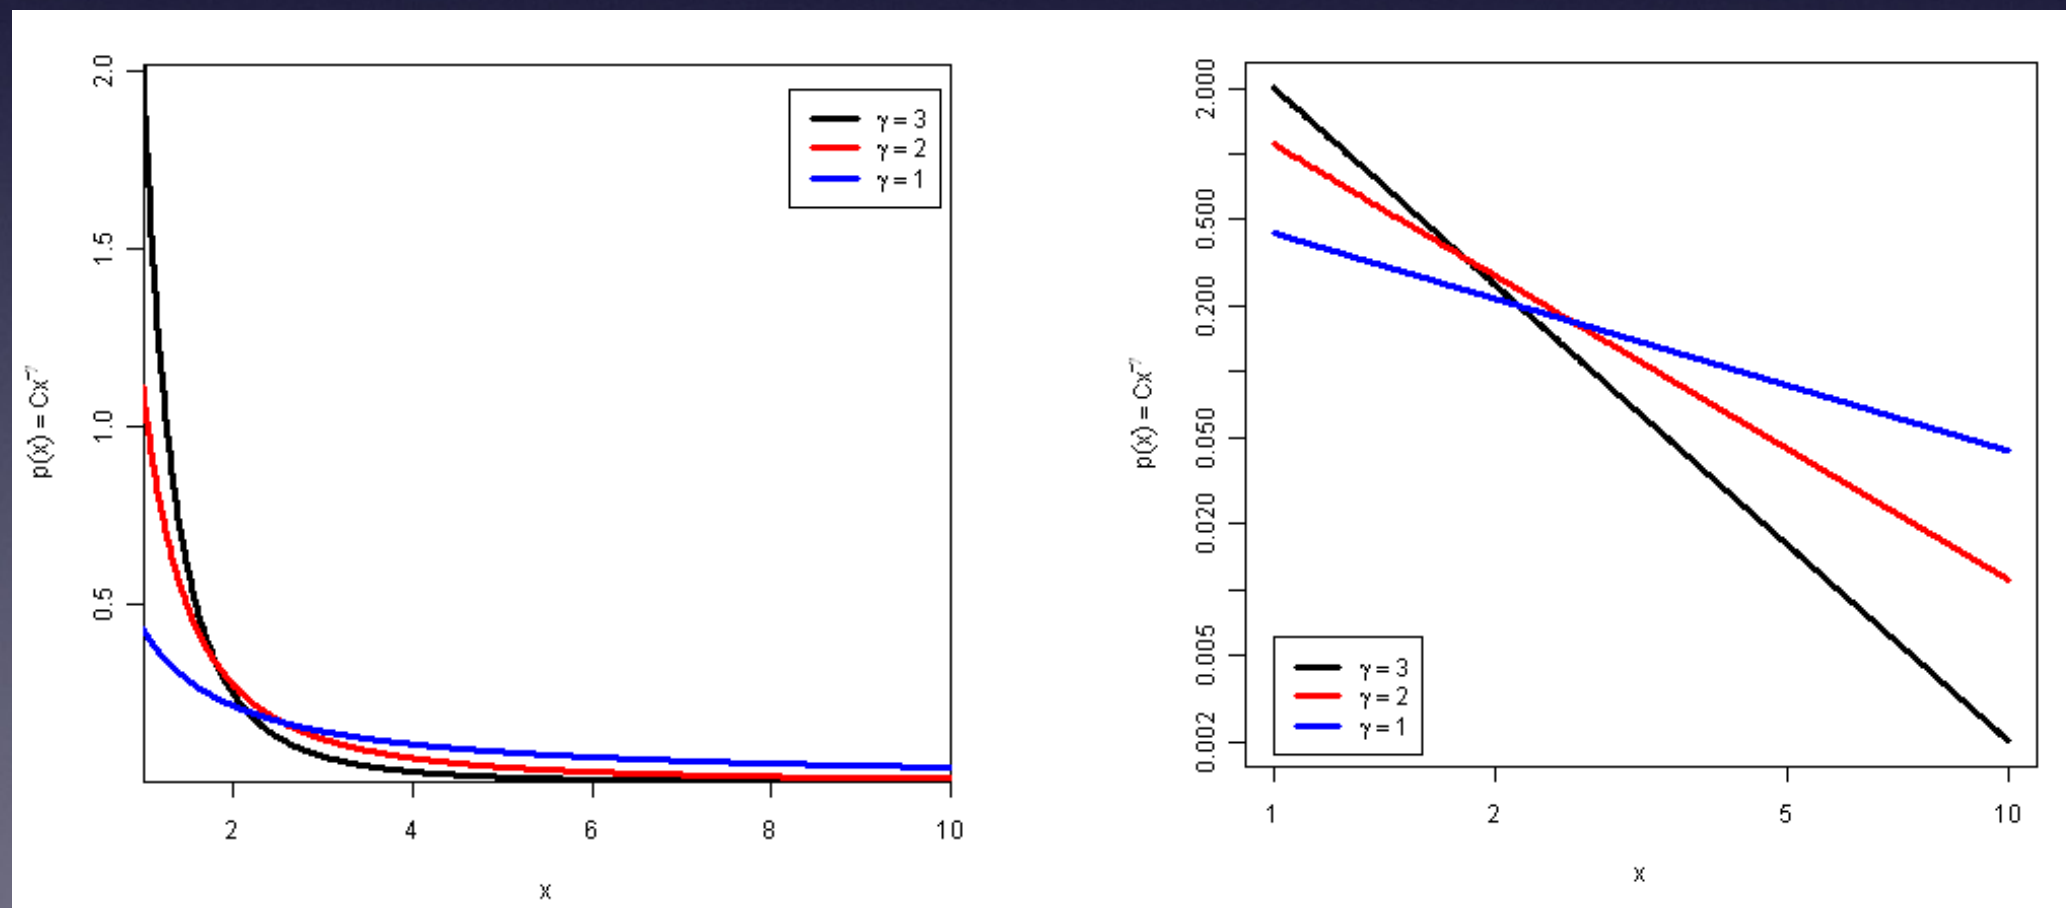 2.0
1.5
1.0
0.5
p(x) = Cx^-γ
γ = 3
γ = 2
γ = 1
2 4 6 8 10
x
2.000
0.500
0.200
0.050
0.020
0.005
0.002
p(x) = Cx^-γ
γ = 3
γ = 2
γ = 1
1 2 5 10
x